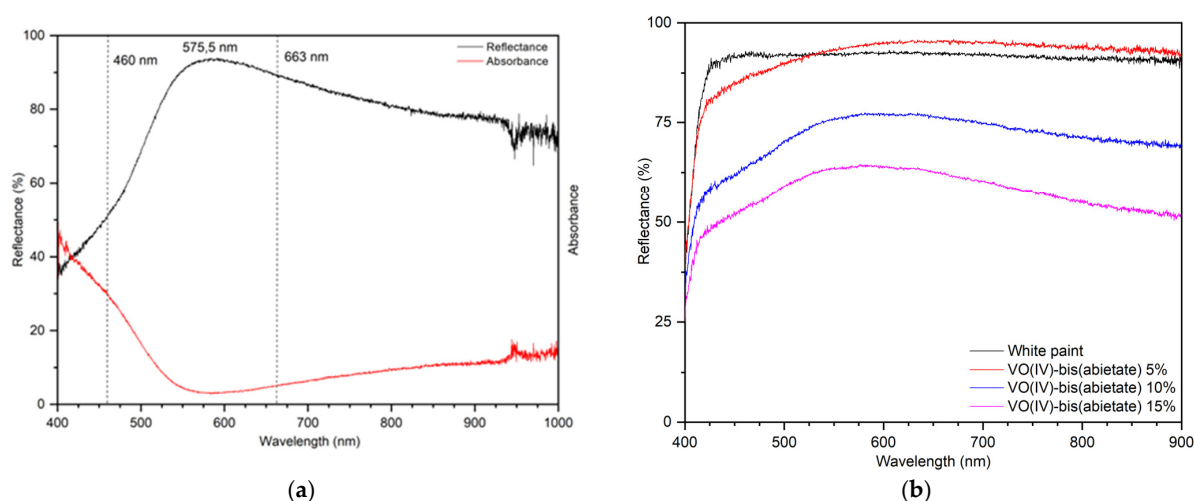 100
80
60
40
20
0
Reflectance (%)
460 nm
575,5 nm
663 nm
Reflectance
Absorbance
Absorbance
400
500
600
700
800
900
1000
Wavelength (nm)
(a)
100
75
50
25
0
Reflectance (%)
White paint
VO(IV)-bis(abietate) 5%
VO(IV)-bis(abietate) 10%
VO(IV)-bis(abietate) 15%
400
500
600
700
800
900
Wavelength (nm)
(b)